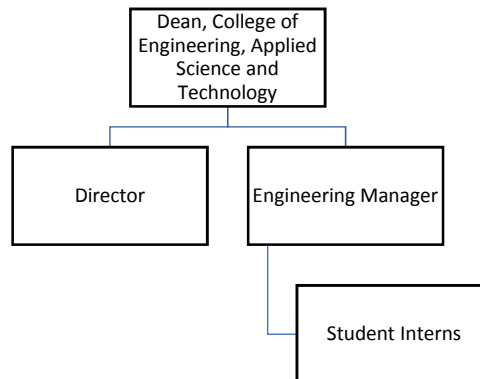 Dean, College of
Engineering, Applied
Science and
Technology
Director
Engineering Manager
Student Interns